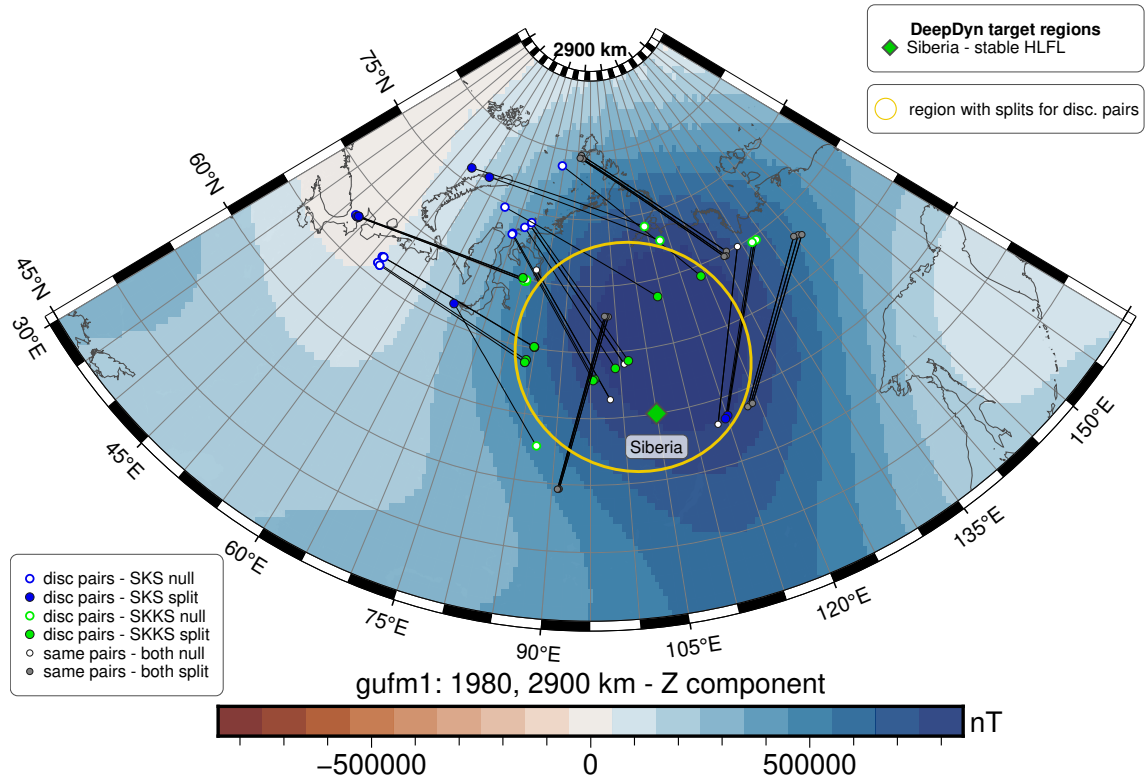 DeepDyn target regions
Siberia - stable HLFL
region with splits for disc. pairs
2900 km
75°N
60°N
45°N
30°E
45°E
60°E
75°E
90°E
105°E
120°E
135°E
150°E
Siberia
disc pairs - SKS null
disc pairs - SKS split
disc pairs - SKKS null
disc pairs - SKKS split
same pairs - both null
same pairs - both split
gufm1: 1980, 2900 km - Z component
nT
−500000 0 500000